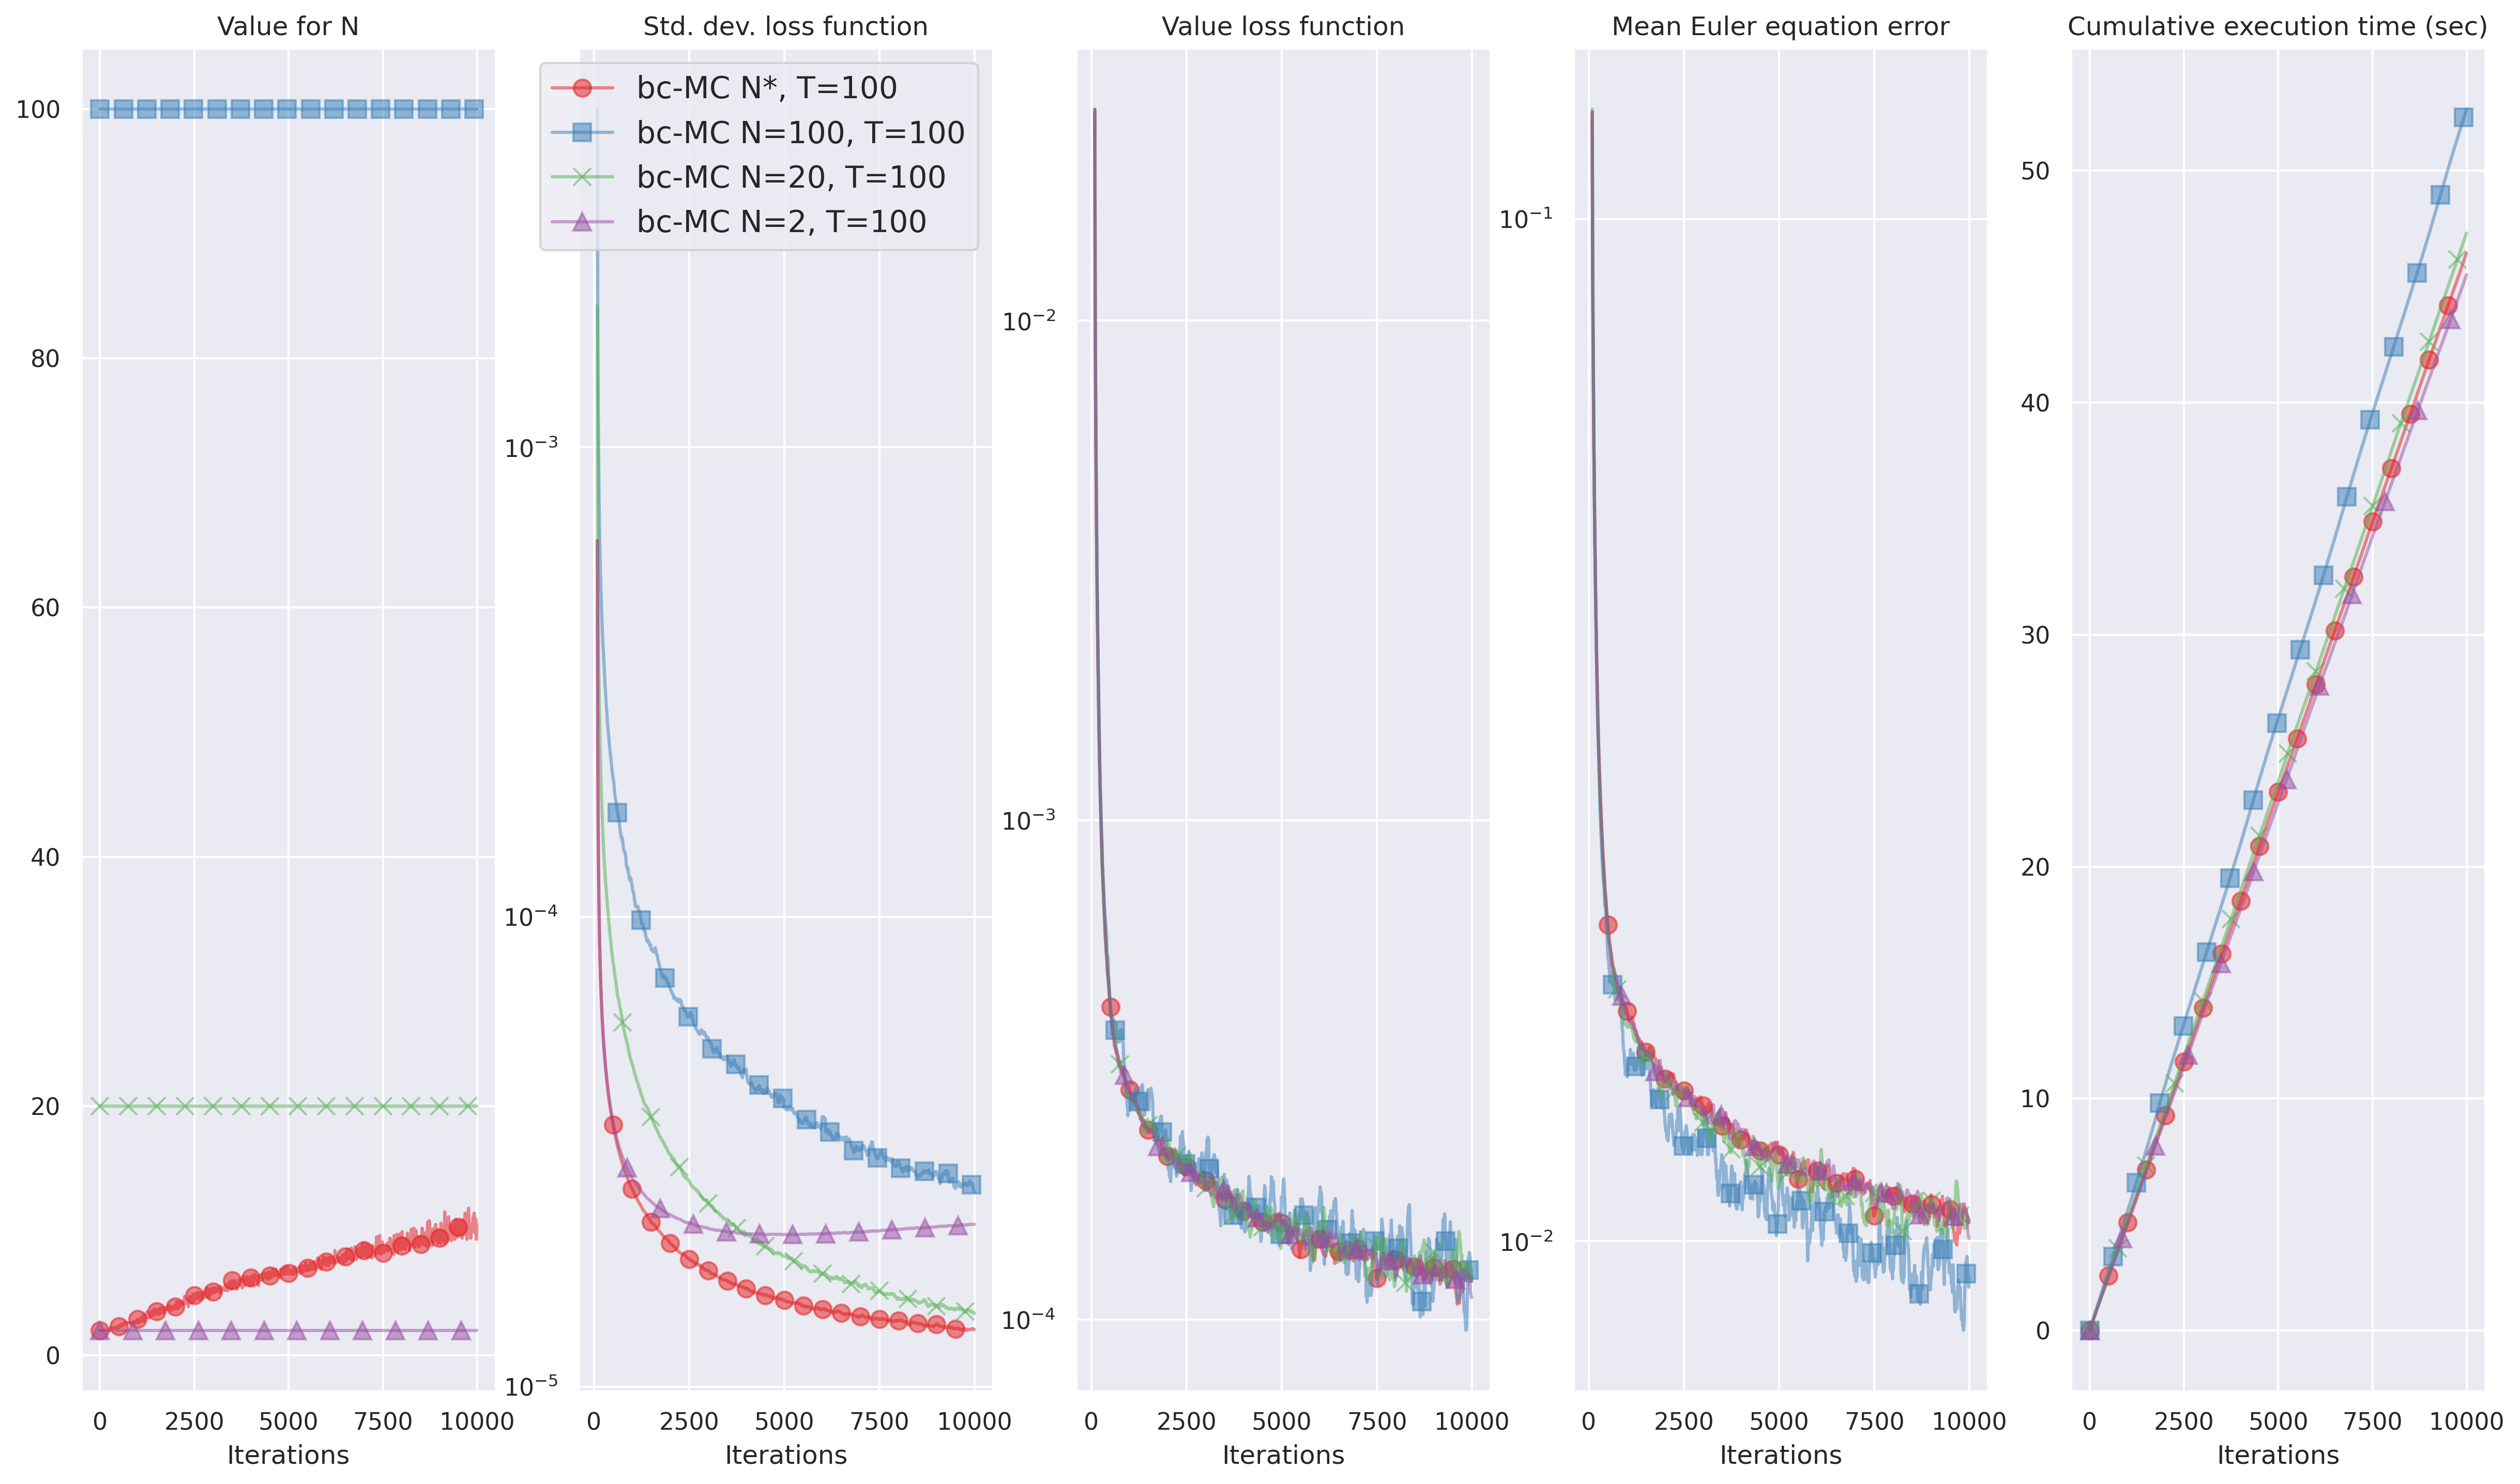 Value for N
100
80
60
40
20
0
0 2500 5000 7500 10000
Iterations
Std. dev. loss function
bc-MC N*, T=100
bc-MC N=100, T=100
bc-MC N=20, T=100
bc-MC N=2, T=100
10⁻³
10⁻⁴
10⁻⁵
0 2500 5000 7500 10000
Iterations
Value loss function
10⁻²
10⁻³
10⁻⁴
0 2500 5000 7500 10000
Iterations
Mean Euler equation error
10⁻¹
10⁻²
0 2500 5000 7500 10000
Iterations
Cumulative execution time (sec)
50
40
30
20
10
0
0 2500 5000 7500 10000
Iterations